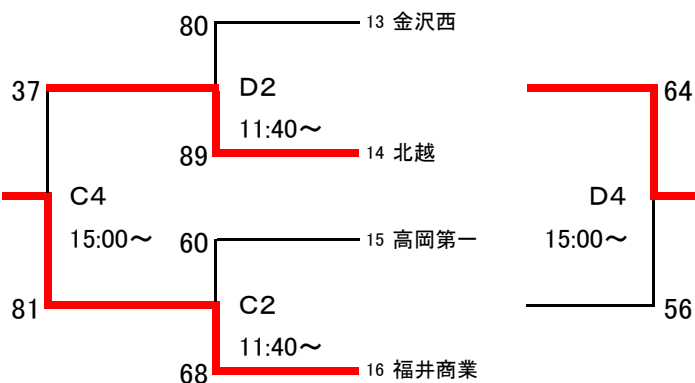 80 13 金沢西
37 D2 64
11:40～
89 14 北越
C4 D4
15:00～ 15:00～
60 15 高岡第一
81 C2 56
11:40～
68 16 福井商業